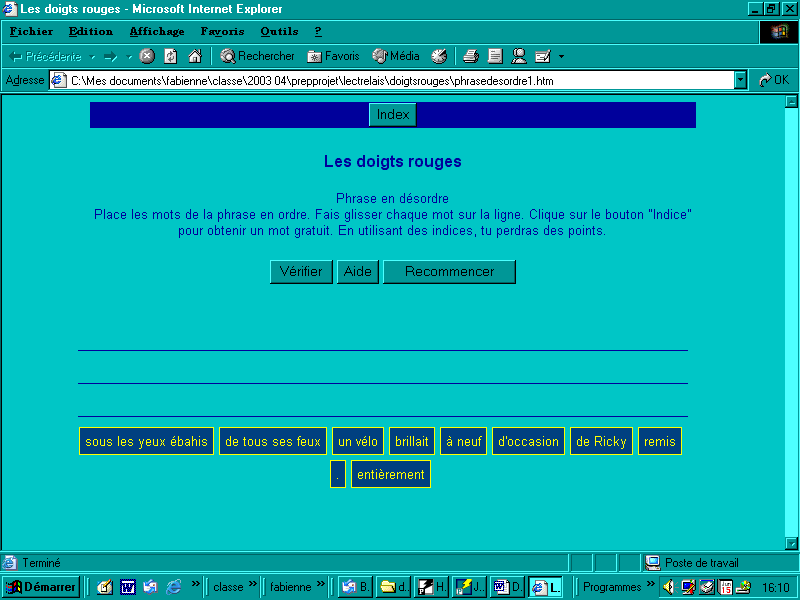 Les doigts rouges - Microsoft Internet Explorer
Fichier Edition Affichage Favoris Outils ?
Précédente Rechercher Favoris Média
Adresse C:\Mes documents\fabienne\classe\2003 04\prepprojet\lectrelais\doigtsrouges\phrasedesordre1.htm OK
Index
Les doigts rouges
Phrase en désordre
Place les mots de la phrase en ordre. Fais glisser chaque mot sur la ligne. Clique sur le bouton "Indice"
pour obtenir un mot gratuit. En utilisant des indices, tu perdras des points.
Vérifier Aide Recommencer
sous les yeux ébahis de tous ses feux un vélo brillait à neuf d'occasion de Ricky remis
. entièrement
Terminé Poste de travail
Démarrer classe » fabienne » B. d. H. J.. D L. Programmes » 16:10